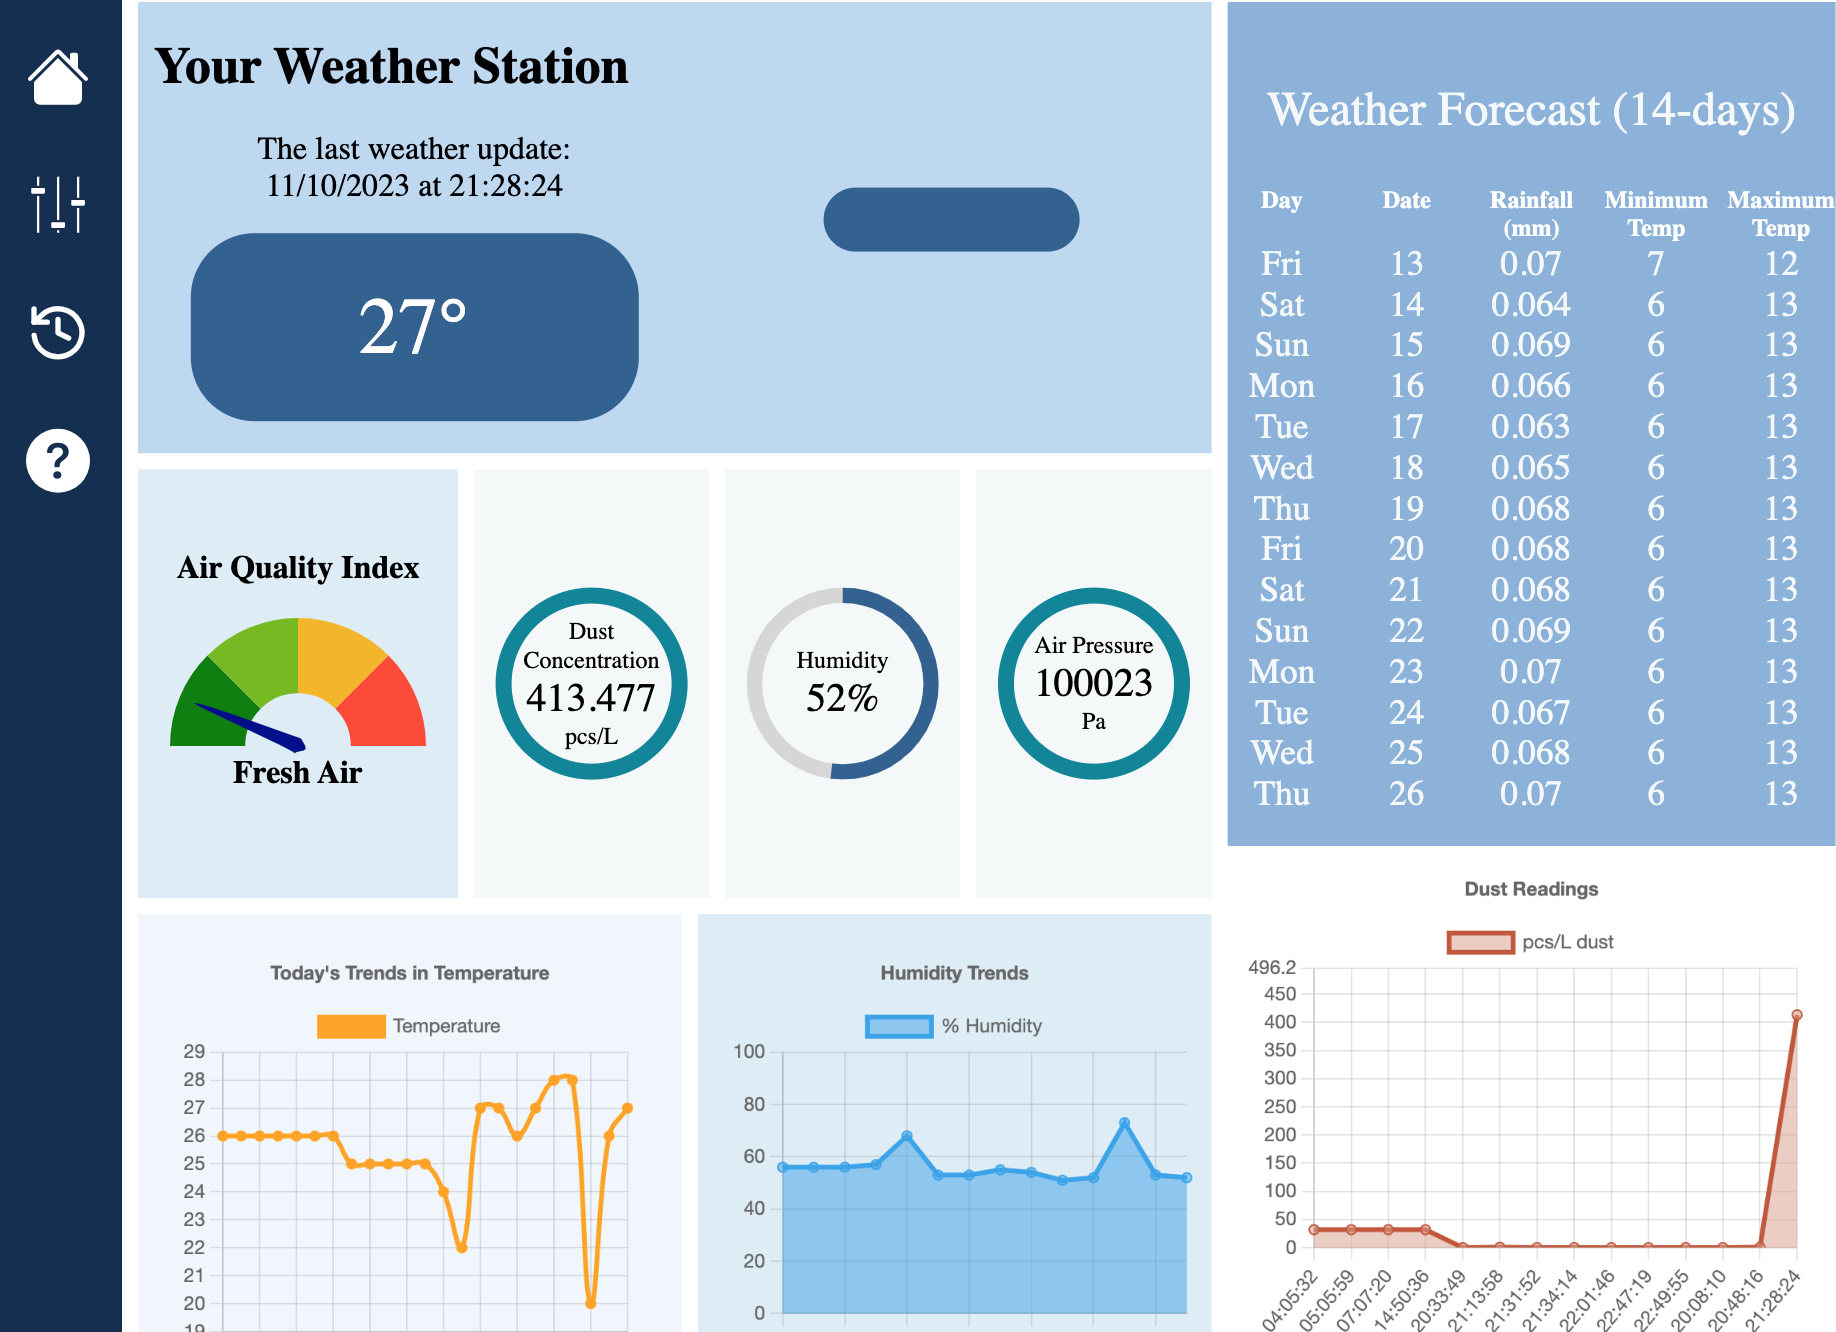 Your Weather Station
The last weather update:
11/10/2023 at 21:28:24
27°
Weather Forecast (14-days)
Day Date Rainfall (mm) Minimum Temp Maximum Temp
Fri 13 0.07 7 12
Sat 14 0.064 6 13
Sun 15 0.069 6 13
Mon 16 0.066 6 13
Tue 17 0.063 6 13
Wed 18 0.065 6 13
Thu 19 0.068 6 13
Fri 20 0.068 6 13
Sat 21 0.068 6 13
Sun 22 0.069 6 13
Mon 23 0.07 6 13
Tue 24 0.067 6 13
Wed 25 0.068 6 13
Thu 26 0.07 6 13
?
Air Quality Index
Fresh Air
Dust
Concentration
413.477
pcs/L
Humidity
52%
Air Pressure
100023
Pa
Today's Trends in Temperature
Temperature
29
28
27
26
25
24
23
22
21
20
19
Humidity Trends
% Humidity
100
80
60
40
20
0
Dust Readings
pcs/L dust
496.2
450
400
350
300
250
200
150
100
50
0
04:05:32
05:05:59
07:07:20
14:50:36
20:33:49
21:13:58
21:31:52
21:34:14
22:01:46
22:47:19
22:49:55
20:08:10
20:48:16
21:28:24